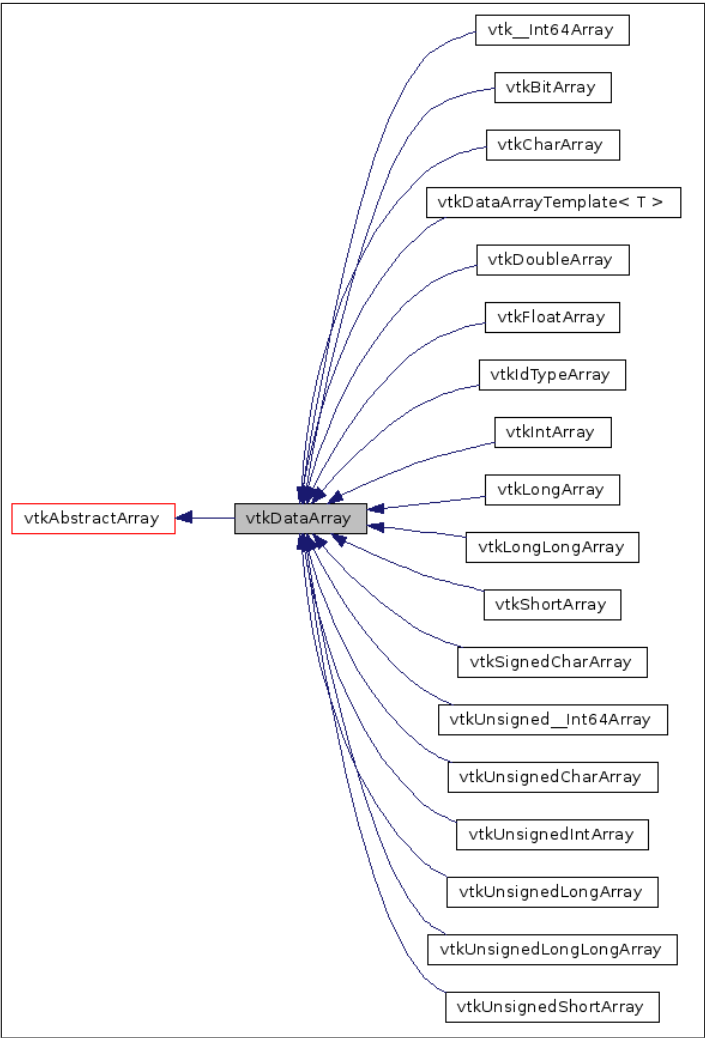 vtk__Int64Array
vtkBitArray
vtkCharArray
vtkDataArrayTemplate< T >
vtkDoubleArray
vtkFloatArray
vtkIdTypeArray
vtkIntArray
vtkLongArray
vtkAbstractArray
vtkDataArray
vtkLongLongArray
vtkShortArray
vtkSignedCharArray
vtkUnsigned__Int64Array
vtkUnsignedCharArray
vtkUnsignedIntArray
vtkUnsignedLongArray
vtkUnsignedLongLongArray
vtkUnsignedShortArray